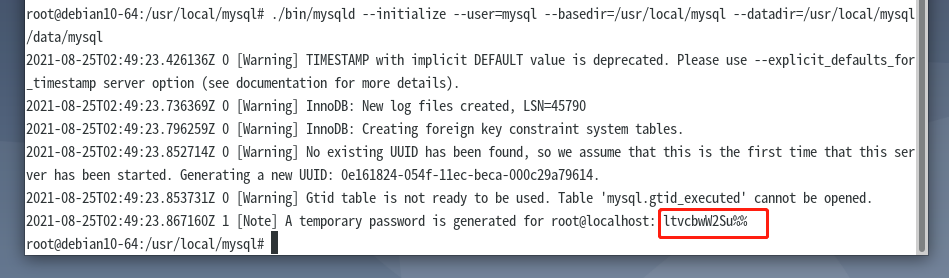 root@debian10-64:/usr/local/mysql# ./bin/mysqld --initialize --user=mysql --basedir=/usr/local/mysql --datadir=/usr/local/mysql
/data/mysql
2021-08-25T02:49:23.426136Z 0 [Warning] TIMESTAMP with implicit DEFAULT value is deprecated. Please use --explicit_defaults_for
_timestamp server option (see documentation for more details).
2021-08-25T02:49:23.736369Z 0 [Warning] InnoDB: New log files created, LSN=45790
2021-08-25T02:49:23.796259Z 0 [Warning] InnoDB: Creating foreign key constraint system tables.
2021-08-25T02:49:23.852714Z 0 [Warning] No existing UUID has been found, so we assume that this is the first time that this ser
ver has been started. Generating a new UUID: 0e161824-054f-11ec-beca-000c29a79614.
2021-08-25T02:49:23.853731Z 0 [Warning] Gtid table is not ready to be used. Table 'mysql.gtid_executed' cannot be opened.
2021-08-25T02:49:23.867160Z 1 [Note] A temporary password is generated for root@localhost: ltvcbwW2Su%%
root@debian10-64:/usr/local/mysql#